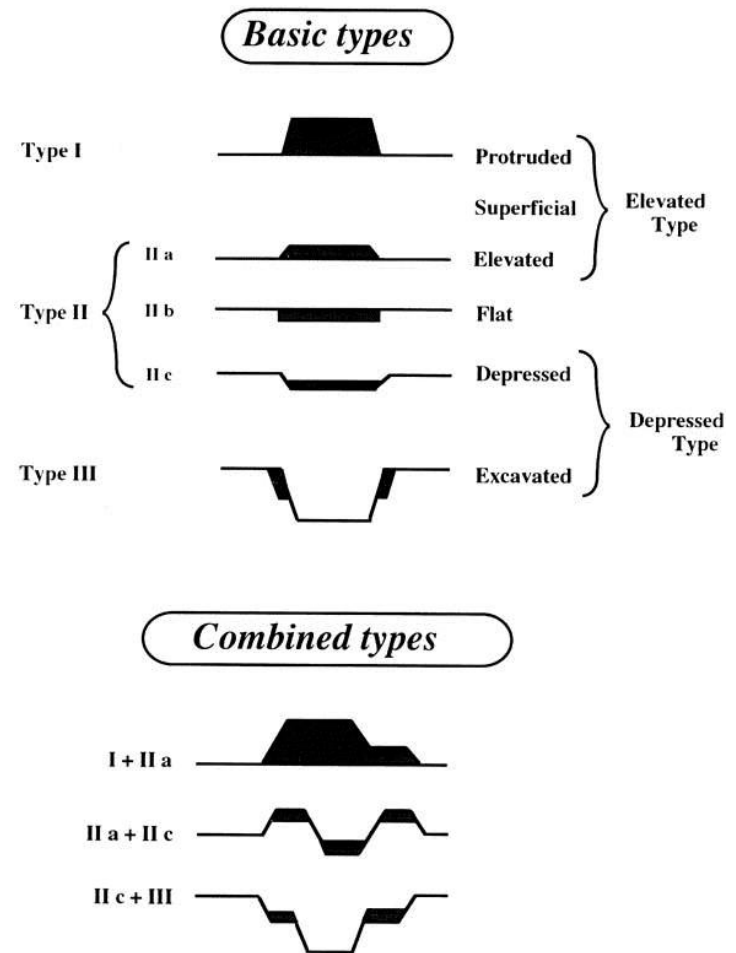 Basic types
Type I
Protruded
Superficial
Elevated
Type
II a
Elevated
Type II
II b
Flat
II c
Depressed
Depressed
Type
Type III
Excavated
Combined types
I + II a
II a + II c
II c + III